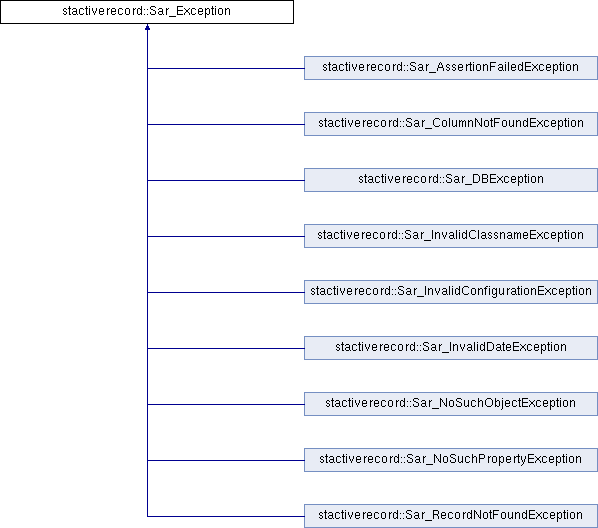 stactiverecord::Sar_Exception
stactiverecord::Sar_AssertionFailedException
stactiverecord::Sar_ColumnNotFoundException
stactiverecord::Sar_DBException
stactiverecord::Sar_InvalidClassnameException
stactiverecord::Sar_InvalidConfigurationException
stactiverecord::Sar_InvalidDateException
stactiverecord::Sar_NoSuchObjectException
stactiverecord::Sar_NoSuchPropertyException
stactiverecord::Sar_RecordNotFoundException